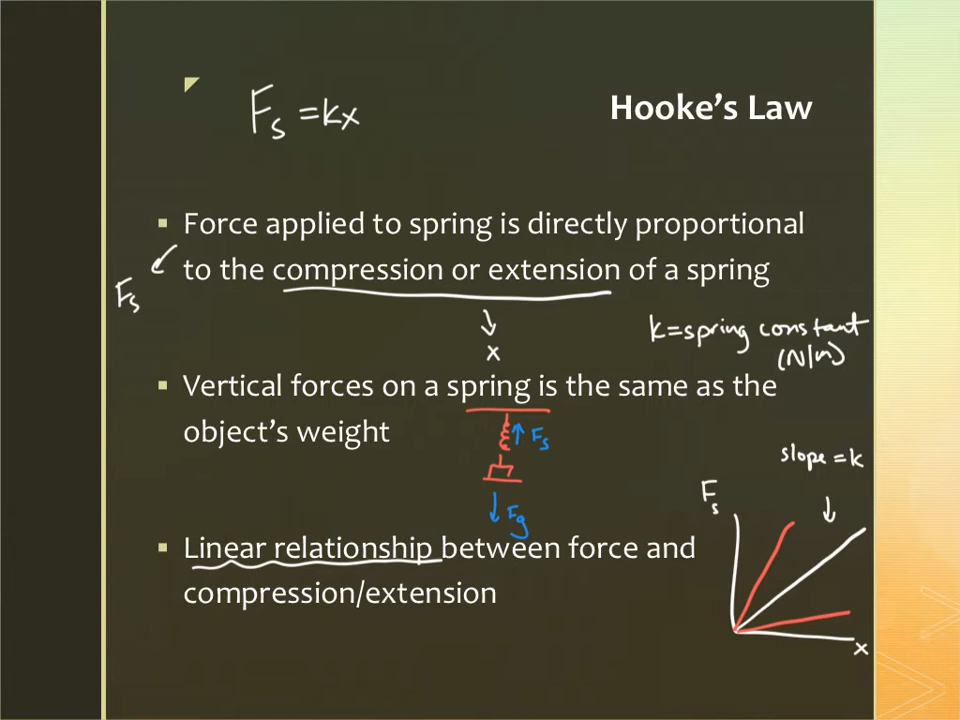 Fs = kx
Hooke's Law
▪ Force applied to spring is directly proportional
to the compression or extension of a spring
Fs
x
k = spring constant
(N/m)
▪ Vertical forces on a spring is the same as the
object's weight
Fs
Fg
slope = k
Fs
▪ Linear relationship between force and
compression/extension
x